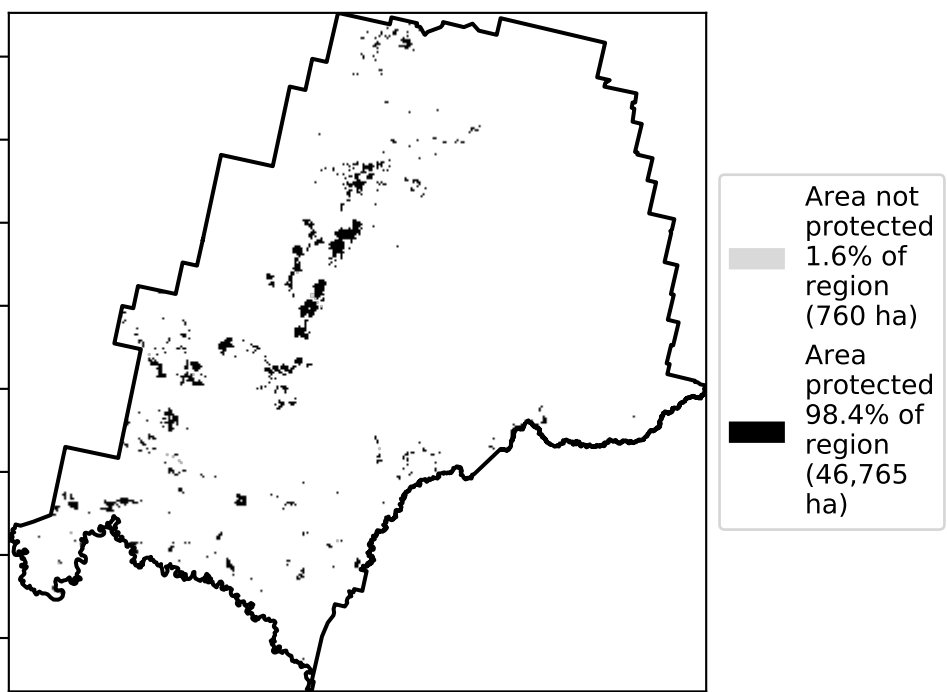 Area not
protected
1.6% of
region
(760 ha)
Area
protected
98.4% of
region
(46,765
ha)